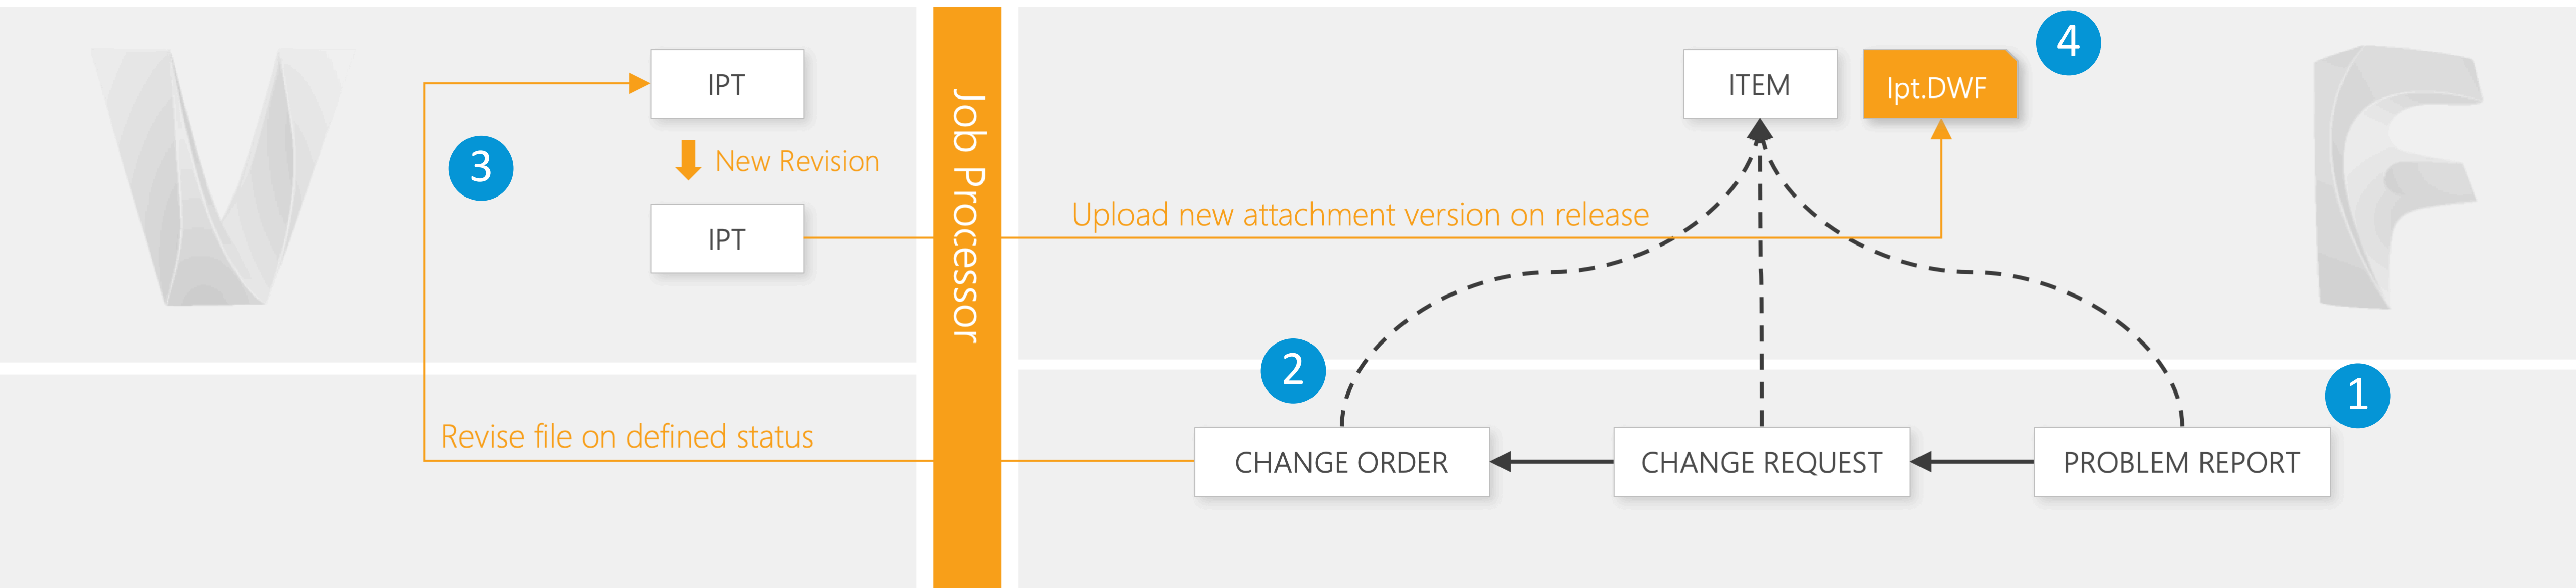 IPT
3
New Revision
IPT
Revise file on defined status
Job Processor
ITEM
Ipt.DWF
4
Upload new attachment version on release
2
1
CHANGE ORDER
CHANGE REQUEST
PROBLEM REPORT
V
F